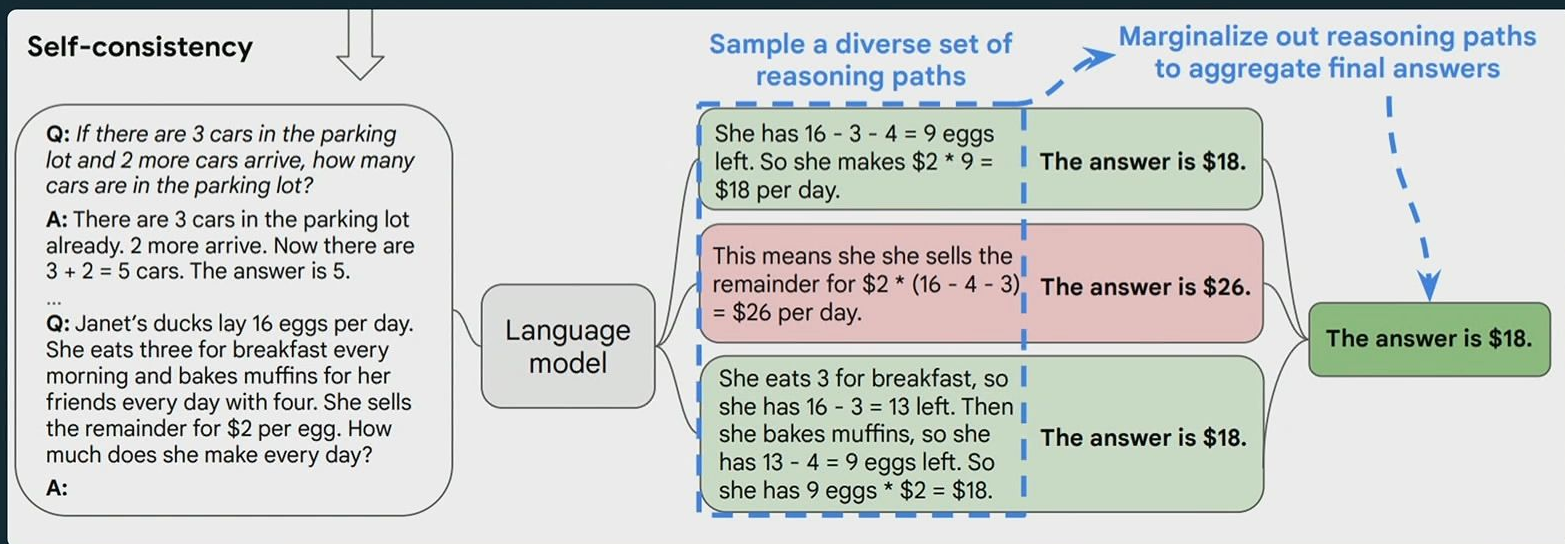 Self-consistency
Q: If there are 3 cars in the parking
lot and 2 more cars arrive, how many
cars are in the parking lot?
A: There are 3 cars in the parking lot
already. 2 more arrive. Now there are
3 + 2 = 5 cars. The answer is 5.
...
Q: Janet's ducks lay 16 eggs per day.
She eats three for breakfast every
morning and bakes muffins for her
friends every day with four. She sells
the remainder for $2 per egg. How
much does she make every day?
A:
Language
model
Sample a diverse set of
reasoning paths
She has 16 - 3 - 4 = 9 eggs
left. So she makes $2 * 9 =
$18 per day.
The answer is $18.
This means she she sells the
remainder for $2 * (16 - 4 - 3)
= $26 per day.
The answer is $26.
She eats 3 for breakfast, so
she has 16 - 3 = 13 left. Then
she bakes muffins, so she
has 13 - 4 = 9 eggs left. So
she has 9 eggs * $2 = $18.
The answer is $18.
Marginalize out reasoning paths
to aggregate final answers
The answer is $18.